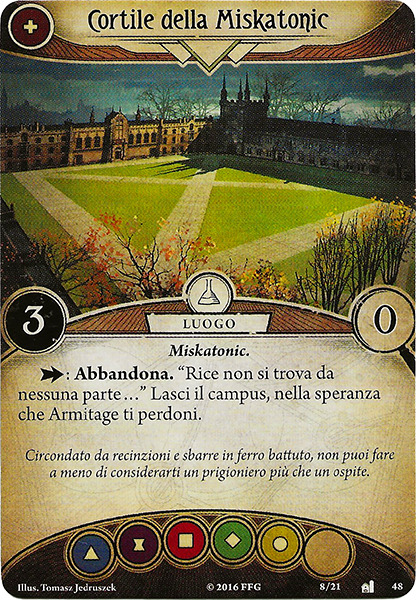 Cortile della Miskatonic
3
LUOGO
0
Miskatonic.
: Abbandona. “Rice non si trova da
nessuna parte…” Lasci il campus, nella speranza
che Armitage ti perdoni.
Circondato da recinzioni e sbarre in ferro battuto, non puoi fare
a meno di considerarti un prigioniero più che un ospite.
Illus. Tomasz Jedruszek
© 2016 FFG
8/21
48